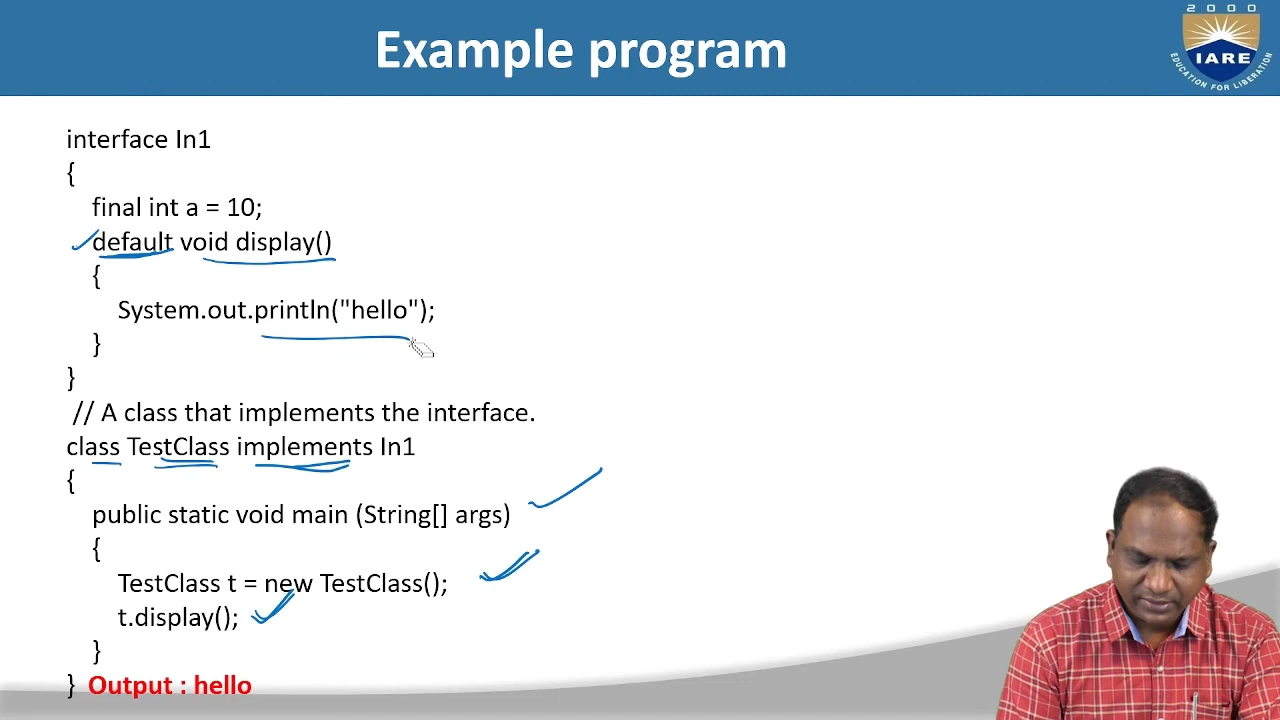 Example program
2000
IARE
EDUCATION FOR LIBERATION
interface In1
{
final int a = 10;
default void display()
{
System.out.println("hello");
}
}
// A class that implements the interface.
class TestClass implements In1
{
public static void main (String[] args)
{
TestClass t = new TestClass();
t.display();
}
} Output : hello